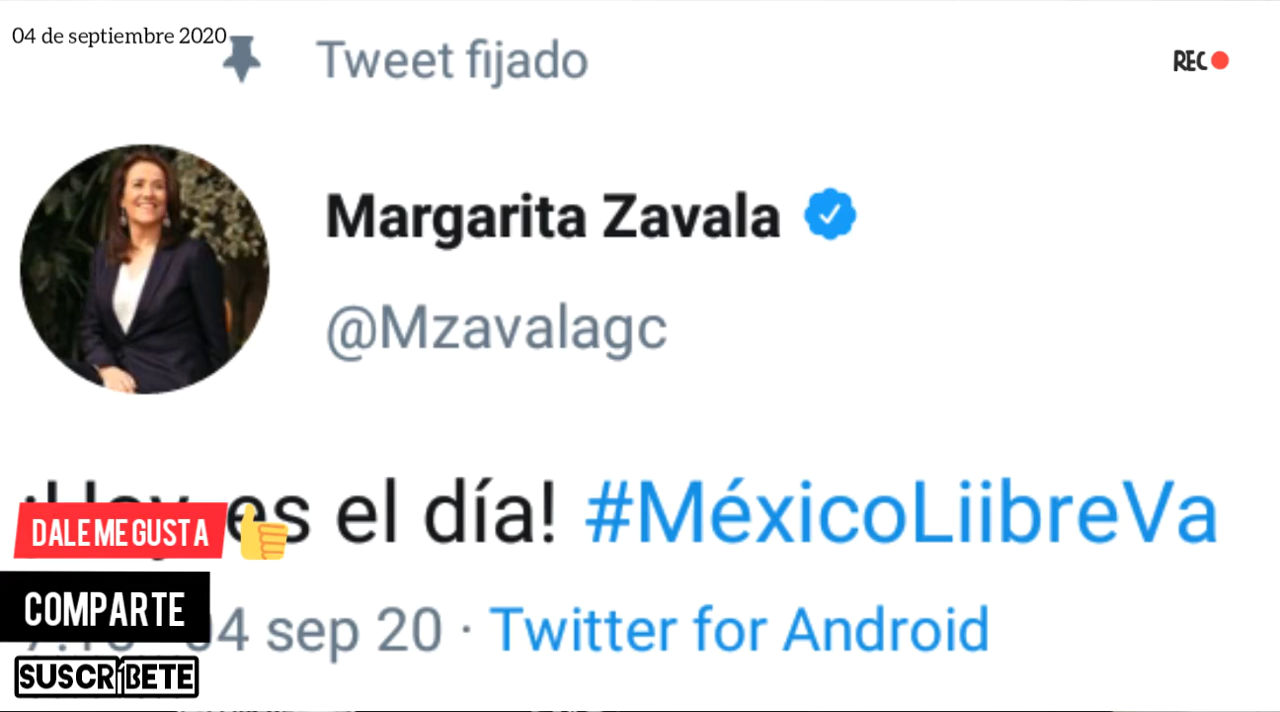 04 de septiembre 2020
Tweet fijado
REC
Margarita Zavala
@Mzavalagc
es el día! #MéxicoLiibreVa
DALE ME GUSTA
COMPARTE
04 sep 20 · Twitter for Android
SUSCRÍBETE